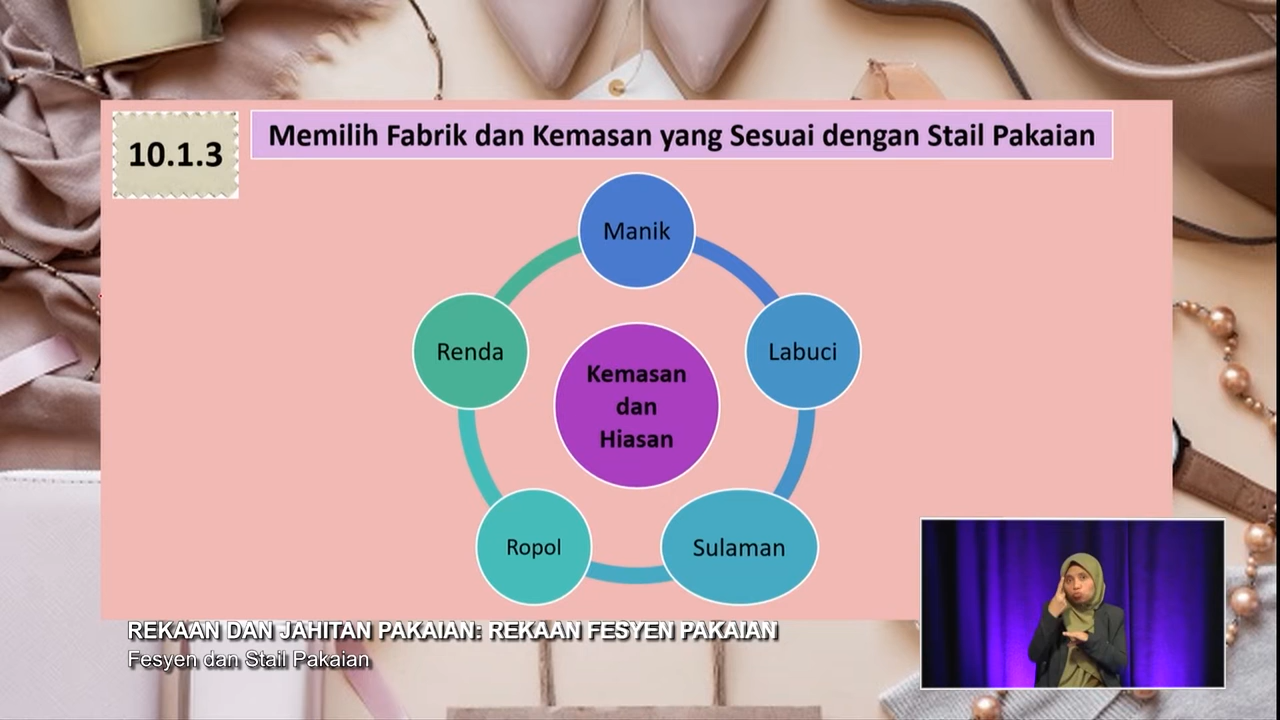 10.1.3
Memilih Fabrik dan Kemasan yang Sesuai dengan Stail Pakaian
Manik
Renda
Labuci
Kemasan
dan
Hiasan
Ropol
Sulaman
REKAAN DAN JAHITAN PAKAIAN: REKAAN FESYEN PAKAIAN
Fesyen dan Stail Pakaian